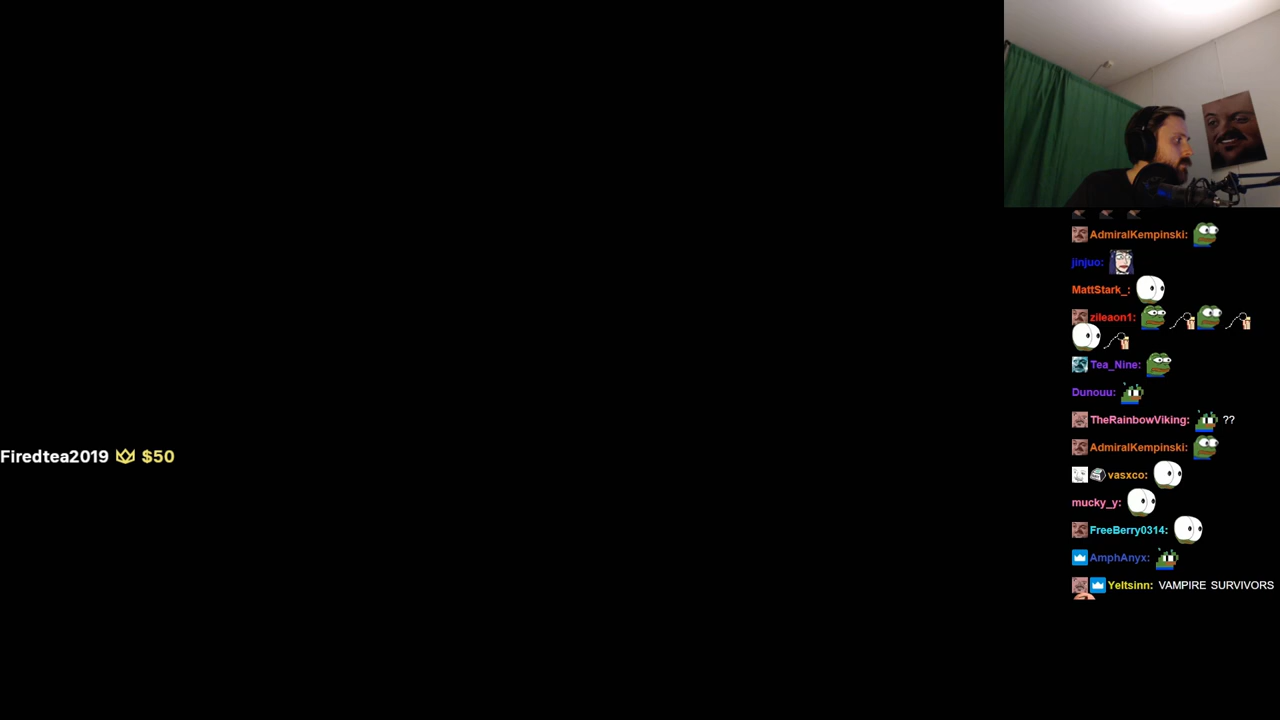 AdmiralKempinski:
jinjuo:
MattStark_:
zileaon1:
Tea_Nine:
Dunouu:
TheRainbowViking: ??
AdmiralKempinski:
Firedtea2019 $50
vasxco:
mucky_y:
FreeBerry0314:
AmphAnyx:
Yeltsinn: VAMPIRE SURVIVORS